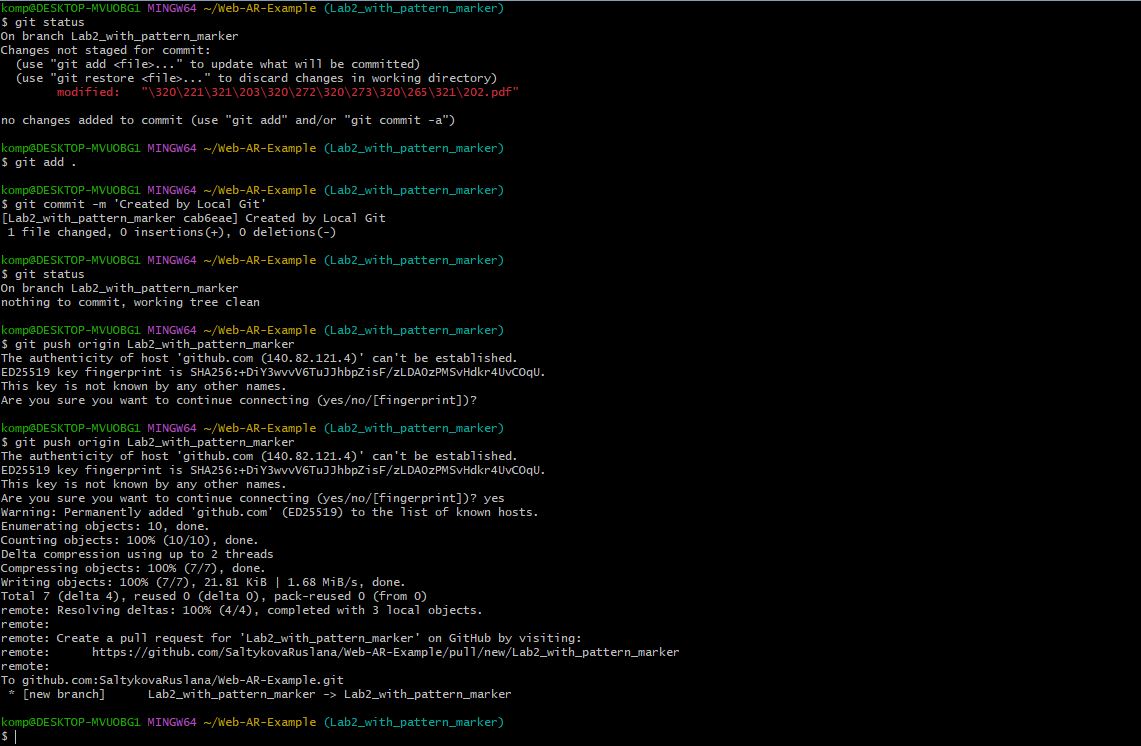 komp@DESKTOP-MVUOBG1 MINGW64 ~/Web-AR-Example (Lab2_with_pattern_marker)
$ git status
On branch Lab2_with_pattern_marker
Changes not staged for commit:
  (use "git add <file>..." to update what will be committed)
  (use "git restore <file>..." to discard changes in working directory)
        modified:   "\320\221\321\203\320\272\320\273\320\265\321\202.pdf"

no changes added to commit (use "git add" and/or "git commit -a")

komp@DESKTOP-MVUOBG1 MINGW64 ~/Web-AR-Example (Lab2_with_pattern_marker)
$ git add .

komp@DESKTOP-MVUOBG1 MINGW64 ~/Web-AR-Example (Lab2_with_pattern_marker)
$ git commit -m 'Created by Local Git'
[Lab2_with_pattern_marker cab6eae] Created by Local Git
 1 file changed, 0 insertions(+), 0 deletions(-)

komp@DESKTOP-MVUOBG1 MINGW64 ~/Web-AR-Example (Lab2_with_pattern_marker)
$ git status
On branch Lab2_with_pattern_marker
nothing to commit, working tree clean

komp@DESKTOP-MVUOBG1 MINGW64 ~/Web-AR-Example (Lab2_with_pattern_marker)
$ git push origin Lab2_with_pattern_marker
The authenticity of host 'github.com (140.82.121.4)' can't be established.
ED25519 key fingerprint is SHA256:+DiY3wvvV6TuJJhbpZisF/zLDA0zPMSvHdkr4UvCOqU.
This key is not known by any other names.
Are you sure you want to continue connecting (yes/no/[fingerprint])?

komp@DESKTOP-MVUOBG1 MINGW64 ~/Web-AR-Example (Lab2_with_pattern_marker)
$ git push origin Lab2_with_pattern_marker
The authenticity of host 'github.com (140.82.121.4)' can't be established.
ED25519 key fingerprint is SHA256:+DiY3wvvV6TuJJhbpZisF/zLDA0zPMSvHdkr4UvCOqU.
This key is not known by any other names.
Are you sure you want to continue connecting (yes/no/[fingerprint])? yes
Warning: Permanently added 'github.com' (ED25519) to the list of known hosts.
Enumerating objects: 10, done.
Counting objects: 100% (10/10), done.
Delta compression using up to 2 threads
Compressing objects: 100% (7/7), done.
Writing objects: 100% (7/7), 21.81 KiB | 1.68 MiB/s, done.
Total 7 (delta 4), reused 0 (delta 0), pack-reused 0 (from 0)
remote: Resolving deltas: 100% (4/4), completed with 3 local objects.
remote:
remote: Create a pull request for 'Lab2_with_pattern_marker' on GitHub by visiting:
remote:      https://github.com/SaltykovaRuslana/Web-AR-Example/pull/new/Lab2_with_pattern_marker
remote:
To github.com:SaltykovaRuslana/Web-AR-Example.git
 * [new branch]      Lab2_with_pattern_marker -> Lab2_with_pattern_marker

komp@DESKTOP-MVUOBG1 MINGW64 ~/Web-AR-Example (Lab2_with_pattern_marker)
$